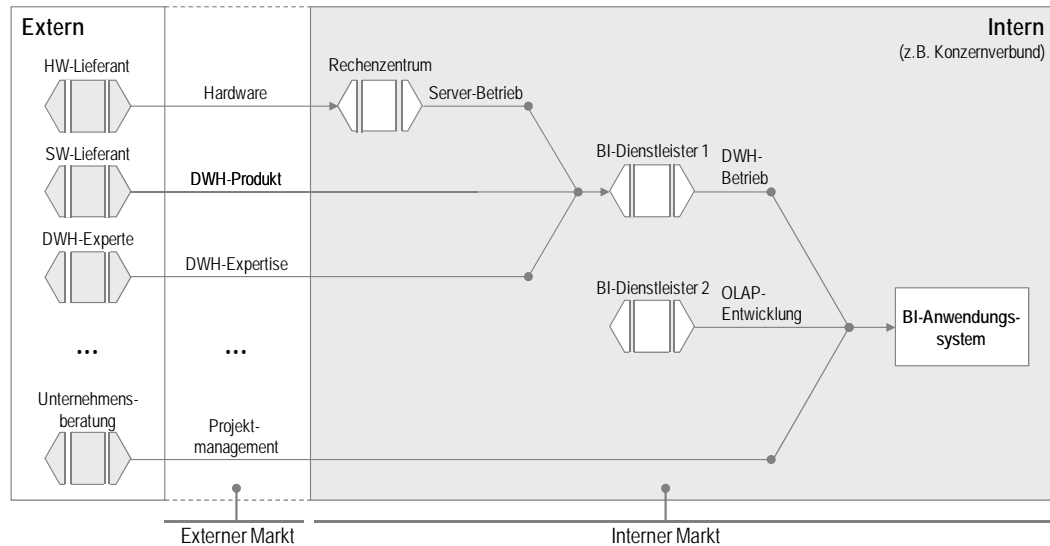 Extern
Intern
(z.B. Konzernverbund)
HW-Lieferant
Hardware
Rechenzentrum
Server-Betrieb
SW-Lieferant
DWH-Produkt
BI-Dienstleister 1
DWH-
Betrieb
DWH-Experte
DWH-Expertise
BI-Dienstleister 2
OLAP-
Entwicklung
BI-Anwendungs-
system
...
...
Unternehmens-
beratung
Projekt-
management
Externer Markt
Interner Markt